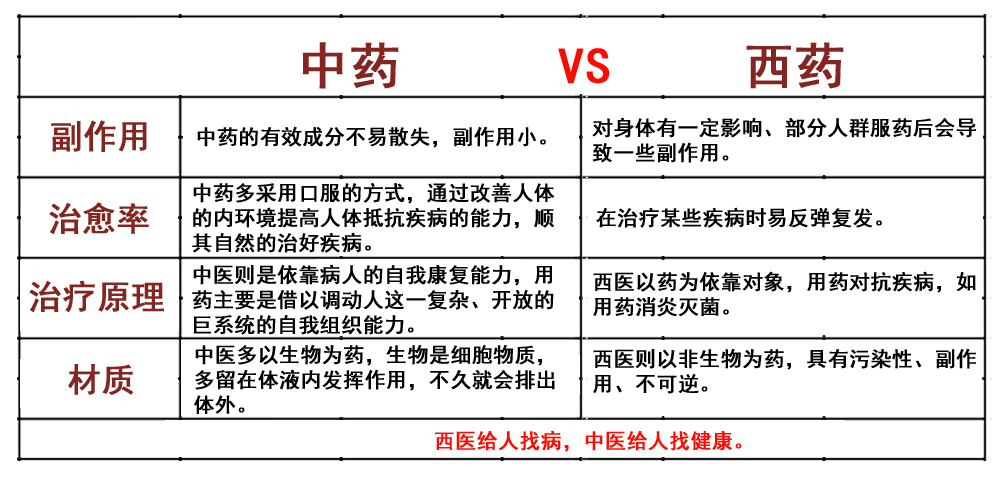 中药 VS 西药
副作用
中药的有效成分不易散失，副作用小。
对身体有一定影响、部分人群服药后会导
致一些副作用。
治愈率
中药多采用口服的方式，通过改善人体
的内环境提高人体抵抗疾病的能力，顺
其自然的治好疾病。
在治疗某些疾病时易反弹复发。
治疗原理
中医则是依靠病人的自我康复能力，用
药主要是借以调动人这一复杂、开放的
巨系统的自我组织能力。
西医以药为依靠对象，用药对抗疾病，如
用药消炎灭菌。
材质
中医多以生物为药，生物是细胞物质，
多留在体液内发挥作用，不久就会排出
体外。
西医则以非生物为药，具有污染性、副作
用、不可逆。
西医给人找病，中医给人找健康。